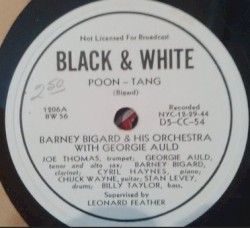 Not Licensed For Broadcast
BLACK & WHITE
POON - TANG
(Bigard)
250
1206A
BW 56
Recorded
NYC-12-29-44
D5-CC-54
BARNEY BIGARD & HIS ORCHESTRA
WITH GEORGIE AULD
JOE THOMAS, trumpet; GEORGIE AULD,
tenor and alto sax; BARNEY BIGARD,
clarinet; CYRIL HAYNES, piano;
CHUCK WAYNE, guitar; STAN LEVEY,
drums; BILLY TAYLOR, bass.
Supervised by
LEONARD FEATHER